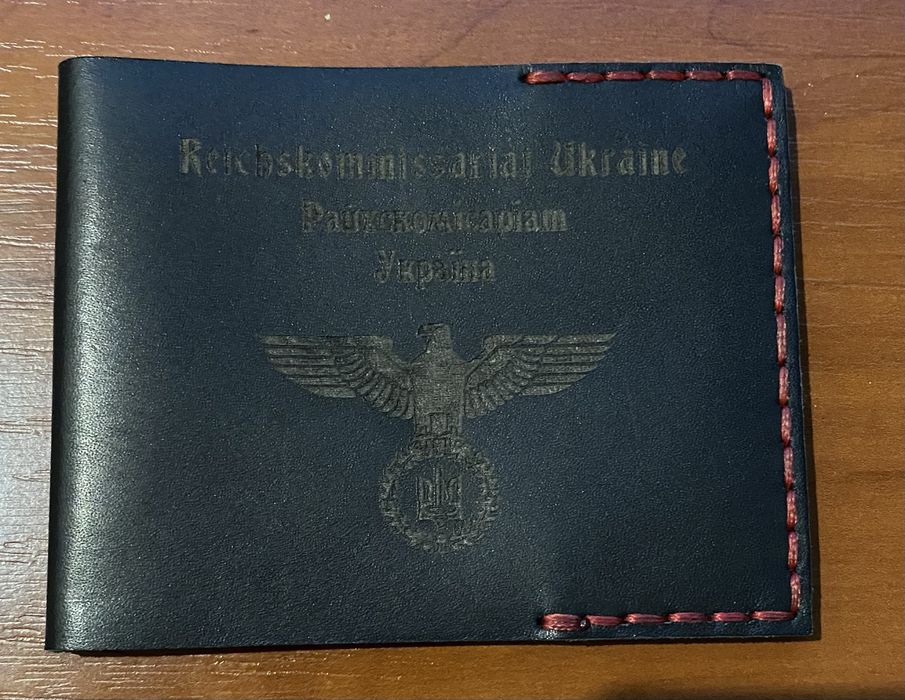 Reichskommissariat Ukraine
Райхскомісаріат
Україна